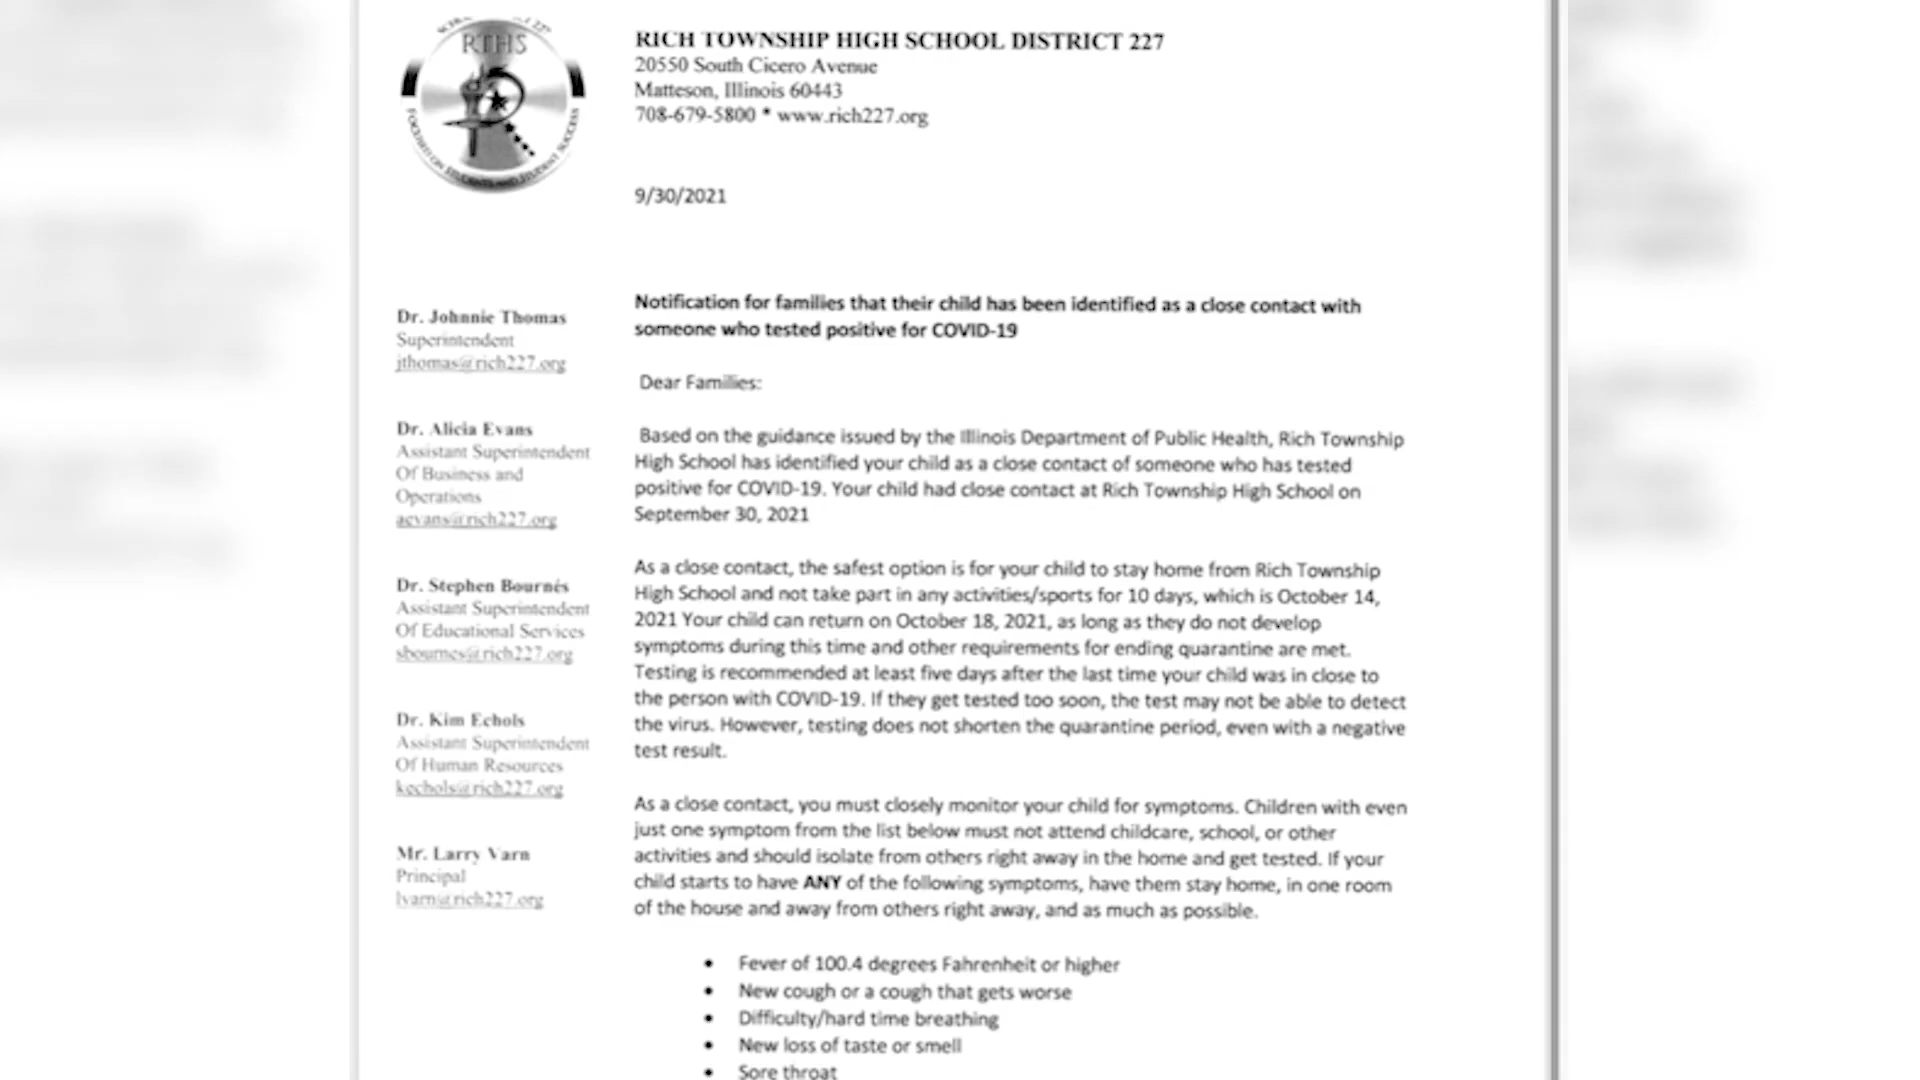 RTHS
FOCUSED ON STUDENTS AND STUDENT SUCCESS
RICH TOWNSHIP HIGH SCHOOL DISTRICT 227
20550 South Cicero Avenue
Matteson, Illinois 60443
708-679-5800 * www.rich227.org
9/30/2021
Dr. Johnnie Thomas
Superintendent
jthomas@rich227.org
Dr. Alicia Evans
Assistant Superintendent
Of Business and
Operations
aevans@rich227.org
Dr. Stephen Bournés
Assistant Superintendent
Of Educational Services
sbournes@rich227.org
Dr. Kim Echols
Assistant Superintendent
Of Human Resources
kechols@rich227.org
Mr. Larry Varn
Principal
lvarn@rich227.org
Notification for families that their child has been identified as a close contact with
someone who tested positive for COVID-19
Dear Families:
Based on the guidance issued by the Illinois Department of Public Health, Rich Township
High School has identified your child as a close contact of someone who has tested
positive for COVID-19. Your child had close contact at Rich Township High School on
September 30, 2021
As a close contact, the safest option is for your child to stay home from Rich Township
High School and not take part in any activities/sports for 10 days, which is October 14,
2021 Your child can return on October 18, 2021, as long as they do not develop
symptoms during this time and other requirements for ending quarantine are met.
Testing is recommended at least five days after the last time your child was in close to
the person with COVID-19. If they get tested too soon, the test may not be able to detect
the virus. However, testing does not shorten the quarantine period, even with a negative
test result.
As a close contact, you must closely monitor your child for symptoms. Children with even
just one symptom from the list below must not attend childcare, school, or other
activities and should isolate from others right away in the home and get tested. If your
child starts to have ANY of the following symptoms, have them stay home, in one room
of the house and away from others right away, and as much as possible.
• Fever of 100.4 degrees Fahrenheit or higher
• New cough or a cough that gets worse
• Difficulty/hard time breathing
• New loss of taste or smell
• Sore throat